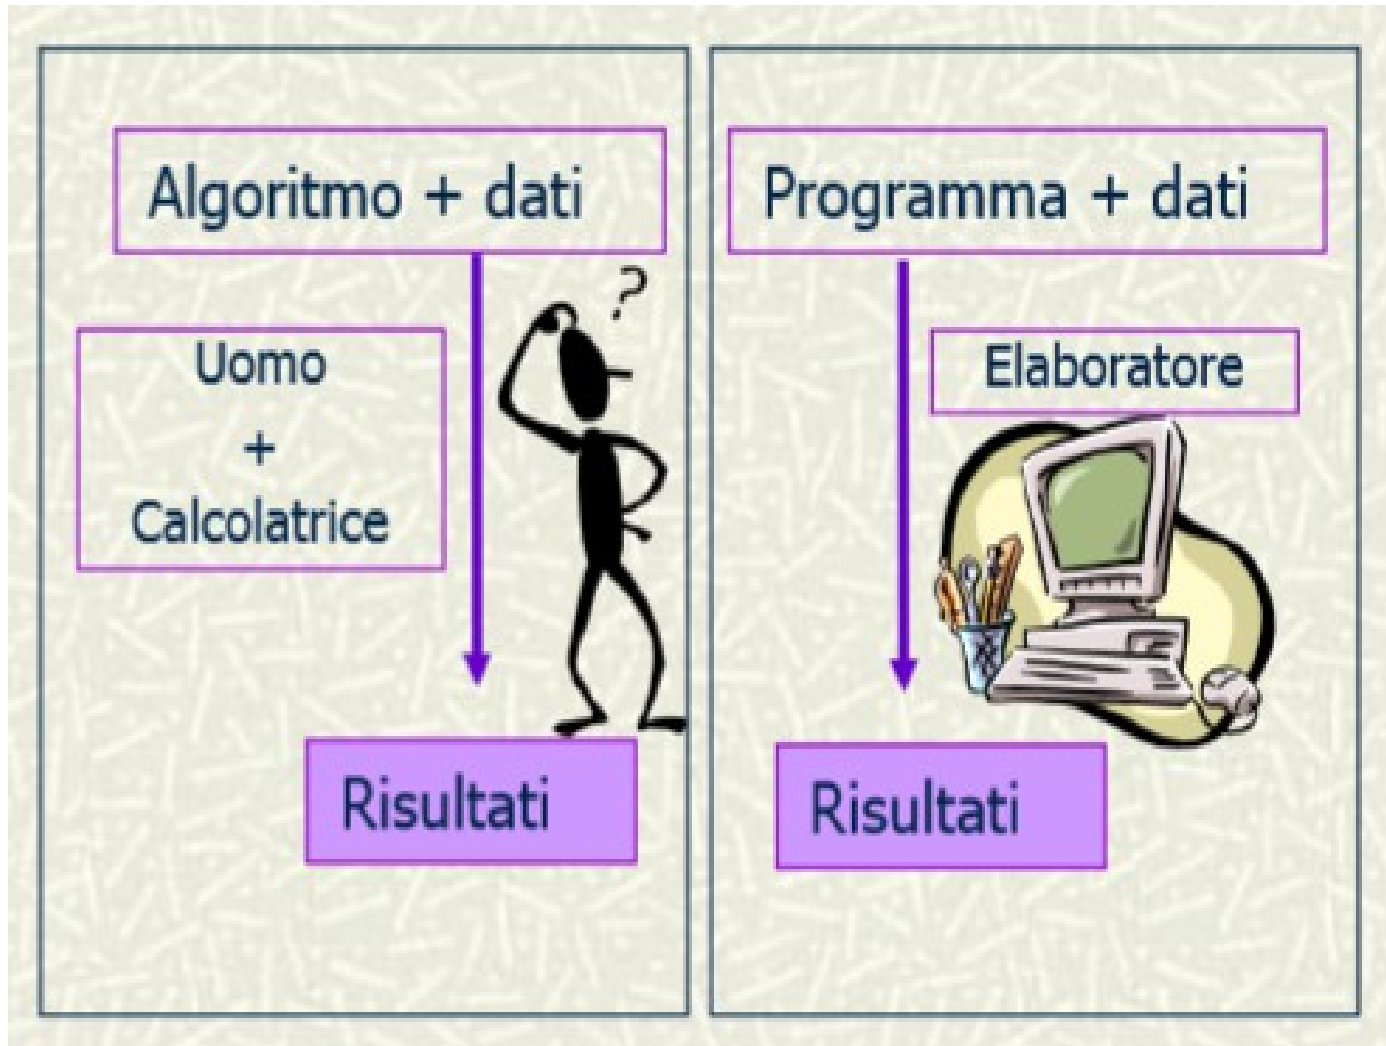 Algoritmo + dati
?
Uomo
+
Calcolatrice
Risultati
Programma + dati
Elaboratore
Risultati